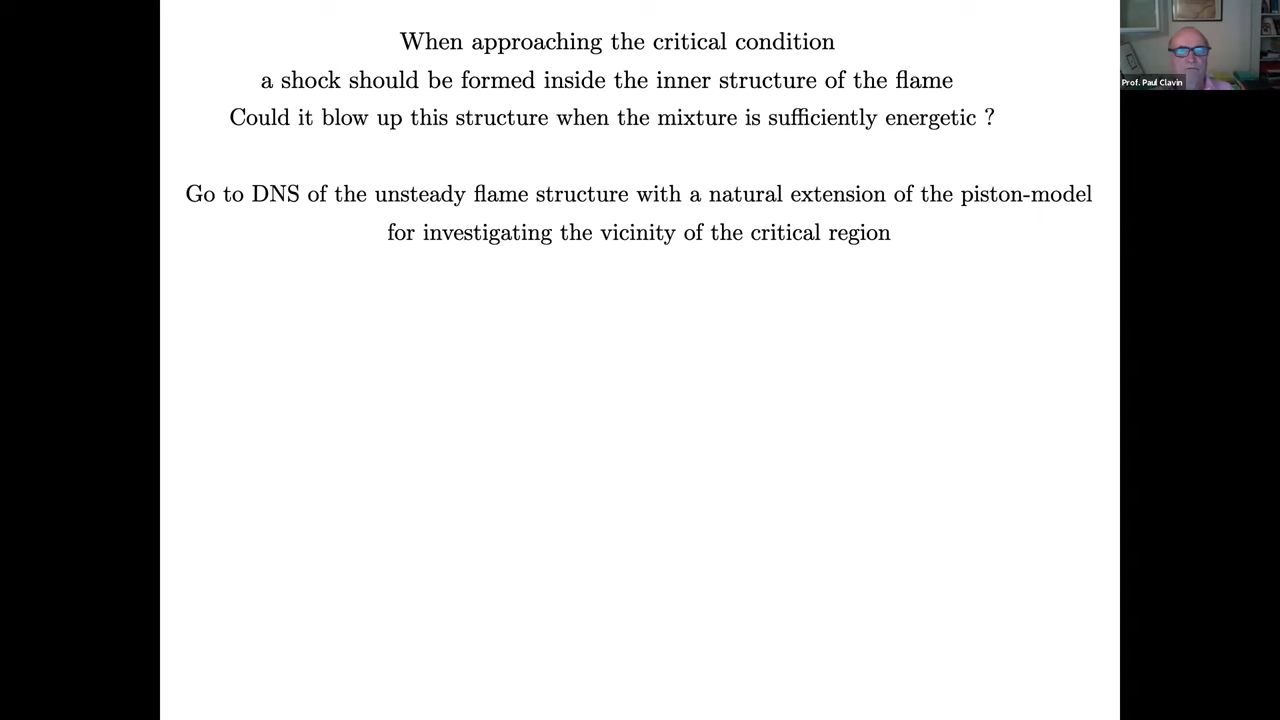 When approaching the critical condition
a shock should be formed inside the inner structure of the flame
Could it blow up this structure when the mixture is sufficiently energetic ?
Go to DNS of the unsteady flame structure with a natural extension of the piston-model
for investigating the vicinity of the critical region
Prof. Paul Clavin